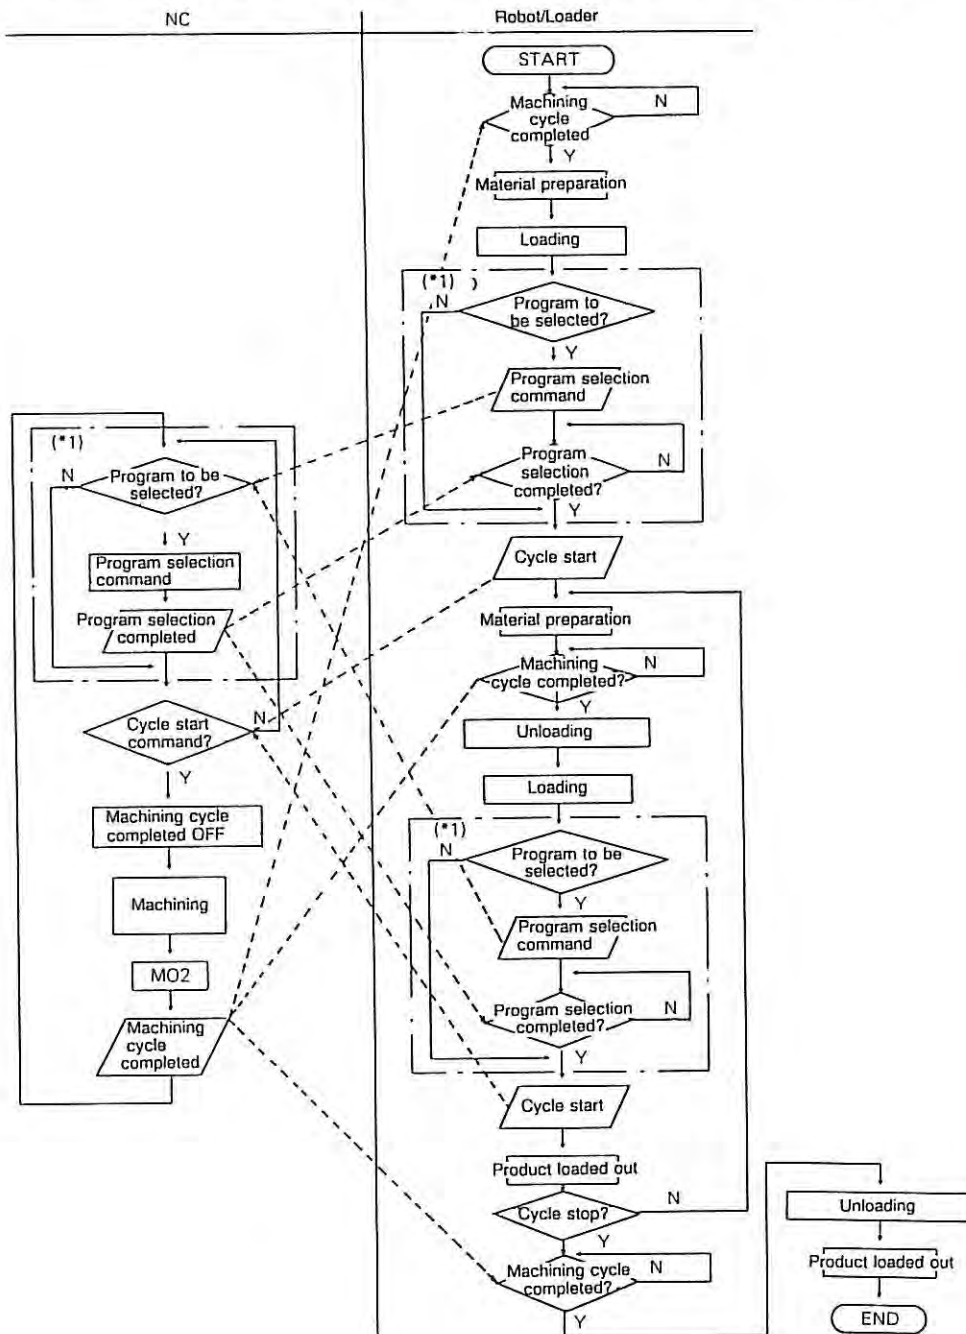 NC
Robot/Loader
START
Machining
cycle
completed
N
Y
Material preparation
Loading
(*1)
)
N
Program to
be selected?
Y
Program selection
command
Program
selection
completed?
N
Y
Cycle start
Material preparation
Machining
cycle completed?
N
Y
Unloading
Loading
(*1)
N
Program to be
selected?
Y
Program selection
command
Program selection
completed?
N
Y
Cycle start
Product loaded out
Cycle stop?
N
Y
Machining cycle
completed?
N
Y
Unloading
Product loaded out
END
(*1)
N
Program to be
selected?
Y
Program selection
command
Program selection
completed
Cycle start
command?
N
Y
Machining cycle
completed OFF
Machining
MO2
Machining
cycle
completed